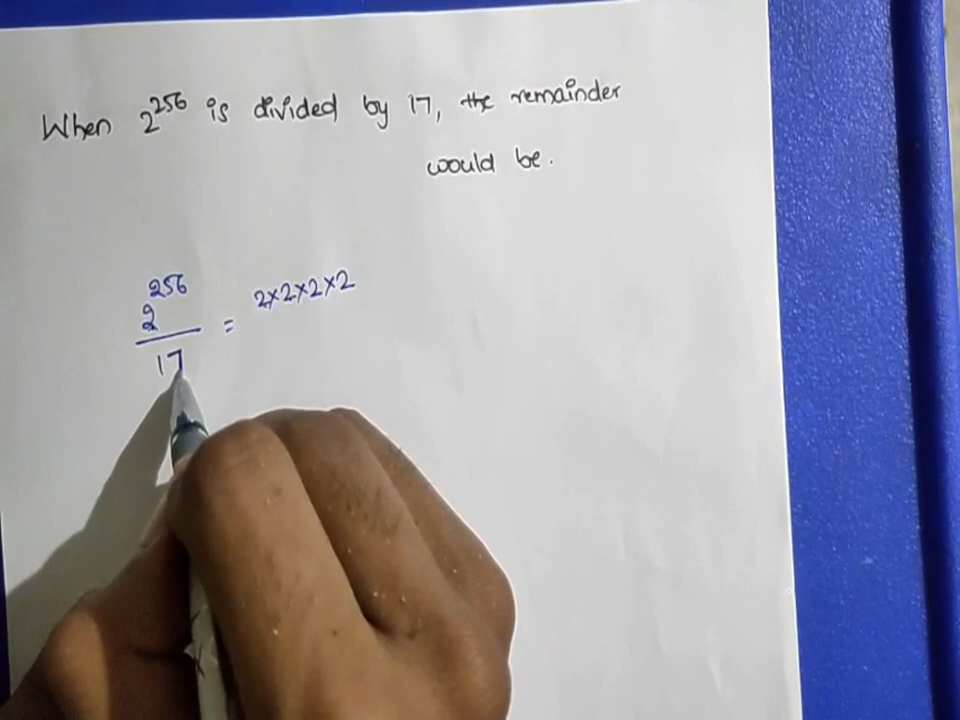 When 2^256 is divided by 17, the remainder
would be.
2^256
= 2×2×2×2
17